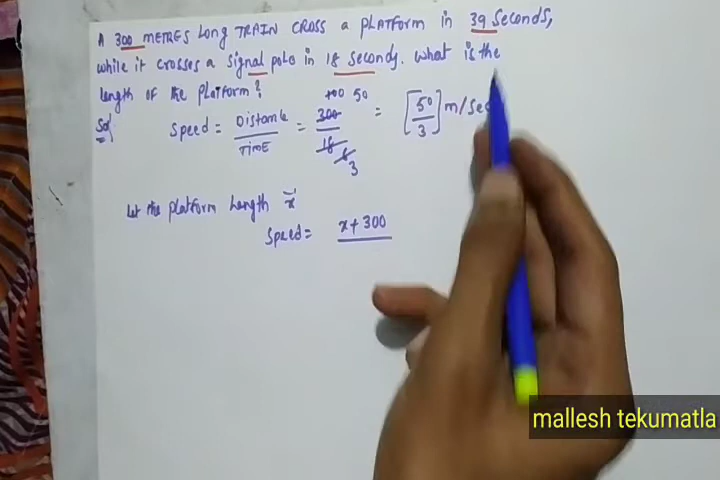 A 300 METRES LONG TRAIN CROSS a PLATFORM in 39 Seconds,
while it crosses a signal pole in 18 seconds. what is the
length of the platform?
Sol
Speed = Distance / TIME = 300 / 18 = [50/3] m/Sec
100 50
6
3
Let the platform Length x
Speed = x + 300
mallesh tekumatla